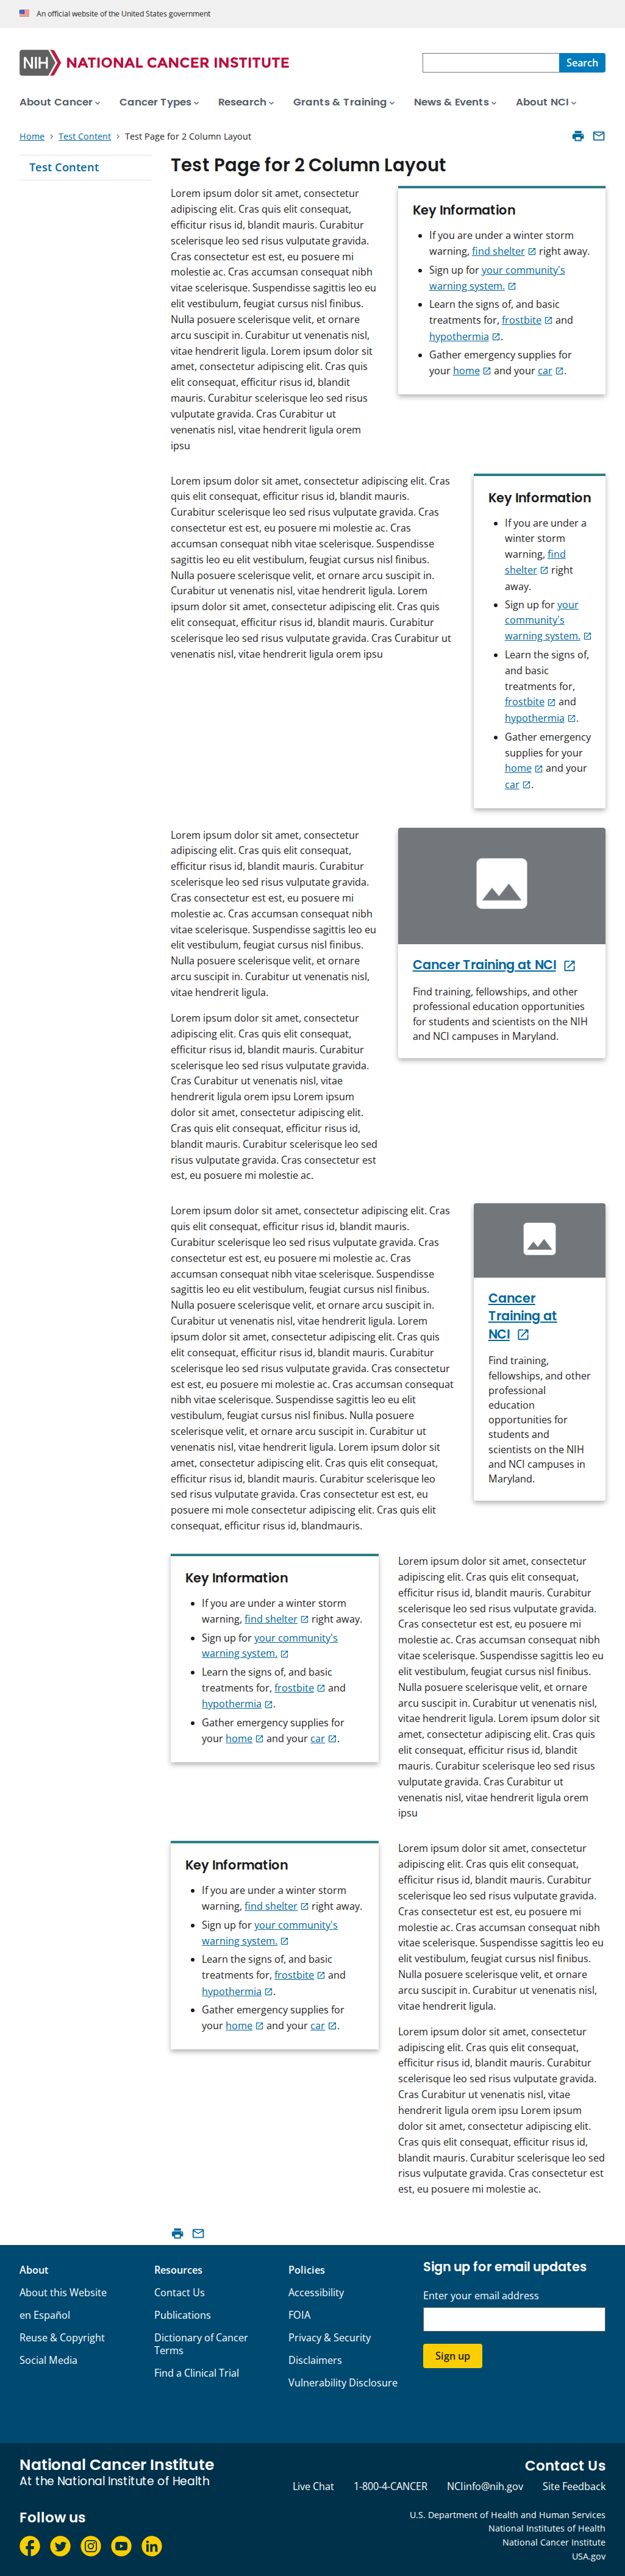 An official website of the United States government
NIH NATIONAL CANCER INSTITUTE
Search
About Cancer Cancer Types Research Grants & Training News & Events About NCI
Home Test Content Test Page for 2 Column Layout
Test Content
Test Page for 2 Column Layout
Lorem ipsum dolor sit amet, consectetur
adipiscing elit. Cras quis elit consequat,
efficitur risus id, blandit mauris. Curabitur
scelerisque leo sed risus vulputate gravida.
Cras consectetur est est, eu posuere mi
molestie ac. Cras accumsan consequat nibh
vitae scelerisque. Suspendisse sagittis leo eu
elit vestibulum, feugiat cursus nisl finibus.
Nulla posuere scelerisque velit, et ornare
arcu suscipit in. Curabitur ut venenatis nisl,
vitae hendrerit ligula. Lorem ipsum dolor sit
amet, consectetur adipiscing elit. Cras quis
elit consequat, efficitur risus id, blandit
mauris. Curabitur scelerisque leo sed risus
vulputate gravida. Cras Curabitur ut
venenatis nisl, vitae hendrerit ligula orem
ipsu
Key Information
If you are under a winter storm
warning, find shelter right away.
Sign up for your community's
warning system.
Learn the signs of, and basic
treatments for, frostbite and
hypothermia.
Gather emergency supplies for
your home and your car.
Lorem ipsum dolor sit amet, consectetur adipiscing elit. Cras
quis elit consequat, efficitur risus id, blandit mauris.
Curabitur scelerisque leo sed risus vulputate gravida. Cras
consectetur est est, eu posuere mi molestie ac. Cras
accumsan consequat nibh vitae scelerisque. Suspendisse
sagittis leo eu elit vestibulum, feugiat cursus nisl finibus.
Nulla posuere scelerisque velit, et ornare arcu suscipit in.
Curabitur ut venenatis nisl, vitae hendrerit ligula. Lorem
ipsum dolor sit amet, consectetur adipiscing elit. Cras quis
elit consequat, efficitur risus id, blandit mauris. Curabitur
scelerisque leo sed risus vulputate gravida. Cras Curabitur ut
venenatis nisl, vitae hendrerit ligula orem ipsu
Key Information
If you are under a
winter storm
warning, find
shelter right
away.
Sign up for your
community's
warning system.
Learn the signs of,
and basic
treatments for,
frostbite and
hypothermia.
Gather emergency
supplies for your
home and your
car.
Lorem ipsum dolor sit amet, consectetur
adipiscing elit. Cras quis elit consequat,
efficitur risus id, blandit mauris. Curabitur
scelerisque leo sed risus vulputate gravida.
Cras consectetur est est, eu posuere mi
molestie ac. Cras accumsan consequat nibh
vitae scelerisque. Suspendisse sagittis leo eu
elit vestibulum, feugiat cursus nisl finibus.
Nulla posuere scelerisque velit, et ornare
arcu suscipit in. Curabitur ut venenatis nisl,
vitae hendrerit ligula.
Lorem ipsum dolor sit amet, consectetur
adipiscing elit. Cras quis elit consequat,
efficitur risus id, blandit mauris. Curabitur
scelerisque leo sed risus vulputate gravida.
Cras Curabitur ut venenatis nisl, vitae
hendrerit ligula orem ipsu Lorem ipsum
dolor sit amet, consectetur adipiscing elit.
Cras quis elit consequat, efficitur risus id,
blandit mauris. Curabitur scelerisque leo sed
risus vulputate gravida. Cras consectetur est
est, eu posuere mi molestie ac.
Cancer Training at NCI
Find training, fellowships, and other
professional education opportunities
for students and scientists on the NIH
and NCI campuses in Maryland.
Lorem ipsum dolor sit amet, consectetur adipiscing elit. Cras
quis elit consequat, efficitur risus id, blandit mauris.
Curabitur scelerisque leo sed risus vulputate gravida. Cras
consectetur est est, eu posuere mi molestie ac. Cras
accumsan consequat nibh vitae scelerisque. Suspendisse
sagittis leo eu elit vestibulum, feugiat cursus nisl finibus.
Nulla posuere scelerisque velit, et ornare arcu suscipit in.
Curabitur ut venenatis nisl, vitae hendrerit ligula. Lorem
ipsum dolor sit amet, consectetur adipiscing elit. Cras quis
elit consequat, efficitur risus id, blandit mauris. Curabitur
scelerisque leo sed risus vulputate gravida. Cras consectetur
est est, eu posuere mi molestie ac. Cras accumsan consequat
nibh vitae scelerisque. Suspendisse sagittis leo eu elit
vestibulum, feugiat cursus nisl finibus. Nulla posuere
scelerisque velit, et ornare arcu suscipit in. Curabitur ut
venenatis nisl, vitae hendrerit ligula. Lorem ipsum dolor sit
amet, consectetur adipiscing elit. Cras quis elit consequat,
efficitur risus id, blandit mauris. Curabitur scelerisque leo
sed risus vulputate gravida. Cras consectetur est est, eu
posuere mi mole consectetur adipiscing elit. Cras quis elit
consequat, efficitur risus id, blandmauris.
Cancer
Training at
NCI
Find training,
fellowships, and other
professional
education
opportunities for
students and
scientists on the NIH
and NCI campuses in
Maryland.
Key Information
If you are under a winter storm
warning, find shelter right away.
Sign up for your community's
warning system.
Learn the signs of, and basic
treatments for, frostbite and
hypothermia.
Gather emergency supplies for
your home and your car.
Lorem ipsum dolor sit amet, consectetur
adipiscing elit. Cras quis elit consequat,
efficitur risus id, blandit mauris. Curabitur
scelerisque leo sed risus vulputate gravida.
Cras consectetur est est, eu posuere mi
molestie ac. Cras accumsan consequat nibh
vitae scelerisque. Suspendisse sagittis leo eu
elit vestibulum, feugiat cursus nisl finibus.
Nulla posuere scelerisque velit, et ornare
arcu suscipit in. Curabitur ut venenatis nisl,
vitae hendrerit ligula. Lorem ipsum dolor sit
amet, consectetur adipiscing elit. Cras quis
elit consequat, efficitur risus id, blandit
mauris. Curabitur scelerisque leo sed risus
vulputate gravida. Cras Curabitur ut
venenatis nisl, vitae hendrerit ligula orem
ipsu
Key Information
If you are under a winter storm
warning, find shelter right away.
Sign up for your community's
warning system.
Learn the signs of, and basic
treatments for, frostbite and
hypothermia.
Gather emergency supplies for
your home and your car.
Lorem ipsum dolor sit amet, consectetur
adipiscing elit. Cras quis elit consequat,
efficitur risus id, blandit mauris. Curabitur
scelerisque leo sed risus vulputate gravida.
Cras consectetur est est, eu posuere mi
molestie ac. Cras accumsan consequat nibh
vitae scelerisque. Suspendisse sagittis leo eu
elit vestibulum, feugiat cursus nisl finibus.
Nulla posuere scelerisque velit, et ornare
arcu suscipit in. Curabitur ut venenatis nisl,
vitae hendrerit ligula.
Lorem ipsum dolor sit amet, consectetur
adipiscing elit. Cras quis elit consequat,
efficitur risus id, blandit mauris. Curabitur
scelerisque leo sed risus vulputate gravida.
Cras Curabitur ut venenatis nisl, vitae
hendrerit ligula orem ipsu Lorem ipsum
dolor sit amet, consectetur adipiscing elit.
Cras quis elit consequat, efficitur risus id,
blandit mauris. Curabitur scelerisque leo sed
risus vulputate gravida. Cras consectetur est
est, eu posuere mi molestie ac.
About
About this Website
en Español
Reuse & Copyright
Social Media
Resources
Contact Us
Publications
Dictionary of Cancer
Terms
Find a Clinical Trial
Policies
Accessibility
FOIA
Privacy & Security
Disclaimers
Vulnerability Disclosure
Sign up for email updates
Enter your email address
Sign up
National Cancer Institute
At the National Institute of Health
Contact Us
Live Chat 1-800-4-CANCER NCIinfo@nih.gov Site Feedback
Follow us
U.S. Department of Health and Human Services
National Institutes of Health
National Cancer Institute
USA.gov